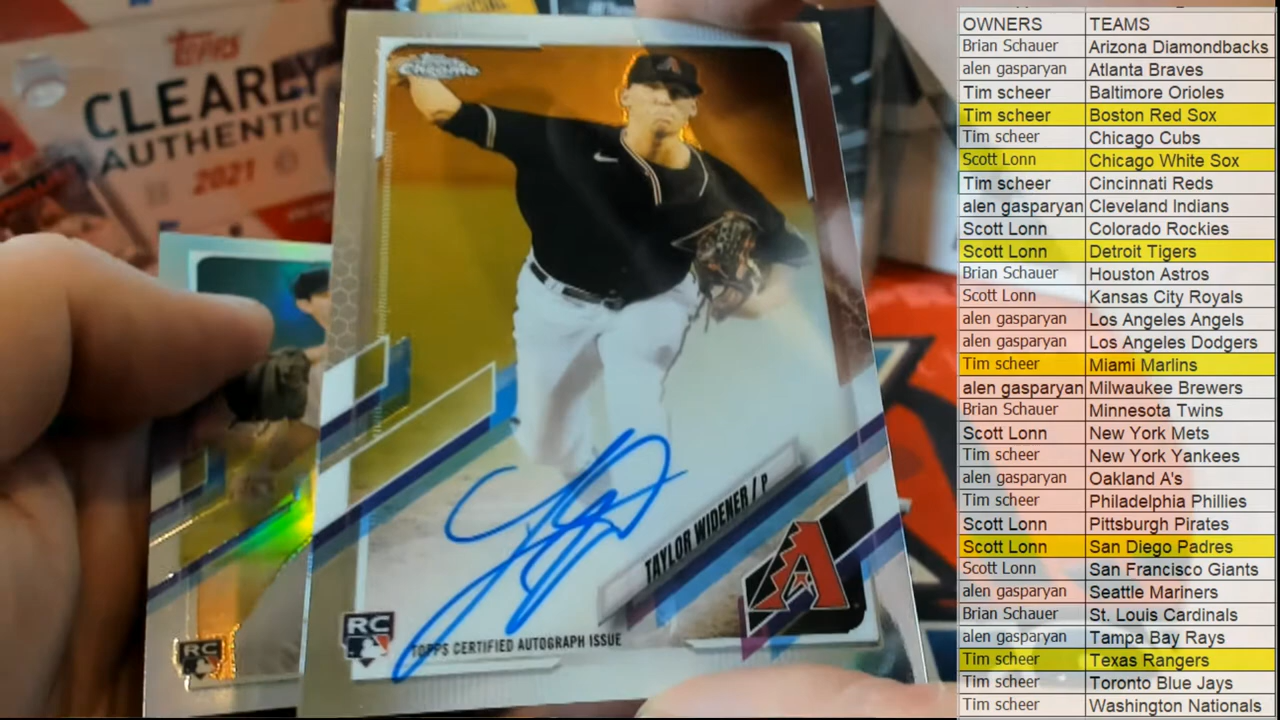 Topps
CLEARLY
AUTHENTIC
2021
Topps
Chrome
A
TAYLOR WIDENER / P
A
RC
TOPPS CERTIFIED AUTOGRAPH ISSUE
RC
OWNERS TEAMS
Brian Schauer Arizona Diamondbacks
alen gasparyan Atlanta Braves
Tim scheer Baltimore Orioles
Tim scheer Boston Red Sox
Tim scheer Chicago Cubs
Scott Lonn Chicago White Sox
Tim scheer Cincinnati Reds
alen gasparyan Cleveland Indians
Scott Lonn Colorado Rockies
Scott Lonn Detroit Tigers
Brian Schauer Houston Astros
Scott Lonn Kansas City Royals
alen gasparyan Los Angeles Angels
alen gasparyan Los Angeles Dodgers
Tim scheer Miami Marlins
alen gasparyan Milwaukee Brewers
Brian Schauer Minnesota Twins
Scott Lonn New York Mets
Tim scheer New York Yankees
alen gasparyan Oakland A's
Tim scheer Philadelphia Phillies
Scott Lonn Pittsburgh Pirates
Scott Lonn San Diego Padres
Scott Lonn San Francisco Giants
alen gasparyan Seattle Mariners
Brian Schauer St. Louis Cardinals
alen gasparyan Tampa Bay Rays
Tim scheer Texas Rangers
Tim scheer Toronto Blue Jays
Tim scheer Washington Nationals